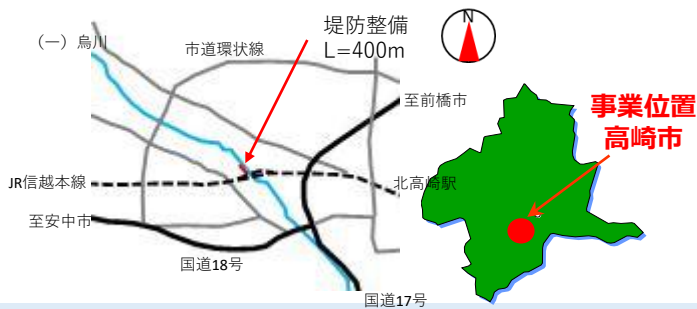 堤防整備
L=400m
（一）烏川
市道環状線
N
至前橋市
事業位置
高崎市
JR信越本線
北高崎駅
至安中市
国道18号
国道17号